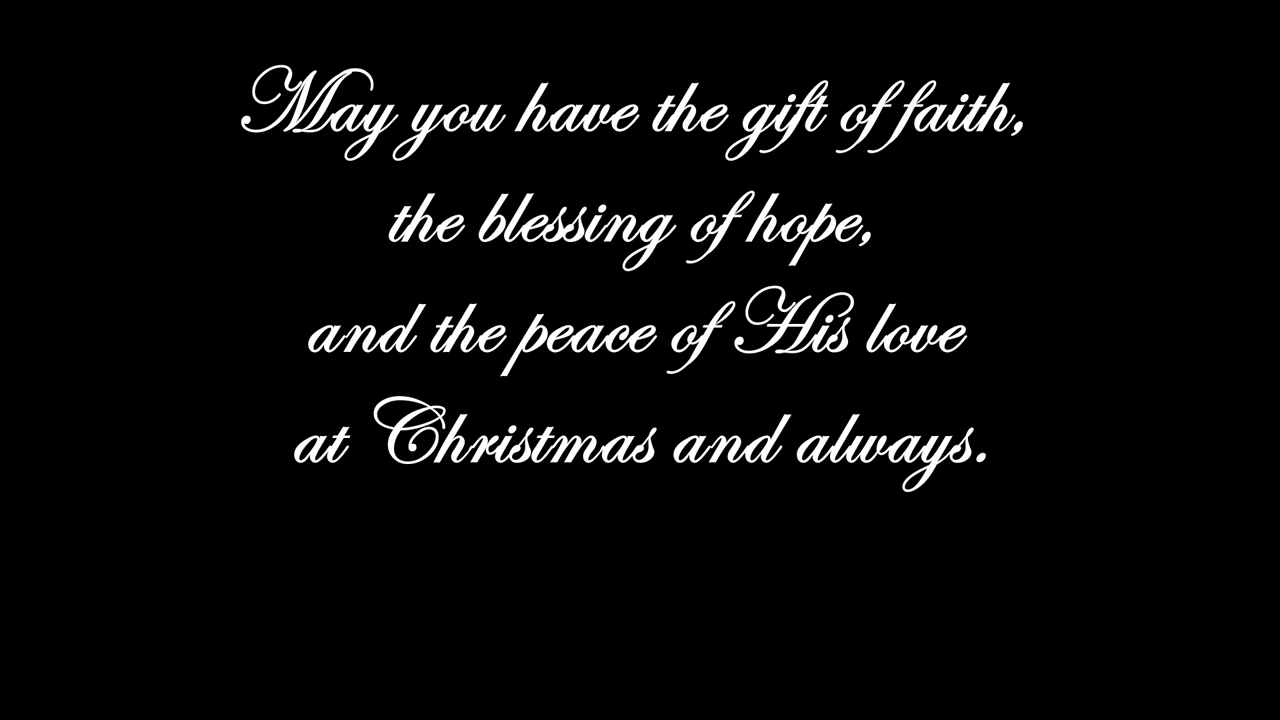 May you have the gift of faith,
the blessing of hope,
and the peace of His love
at Christmas and always.